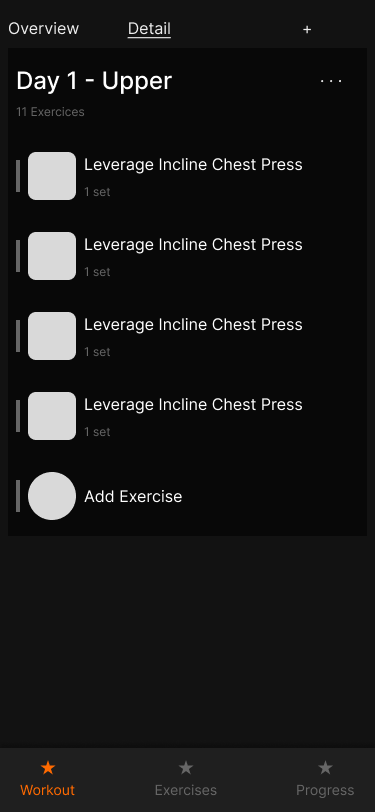 Overview Detail +
Day 1 - Upper ...
11 Exercices
Leverage Incline Chest Press
1 set
Leverage Incline Chest Press
1 set
Leverage Incline Chest Press
1 set
Leverage Incline Chest Press
1 set
Add Exercise
Workout Exercises Progress